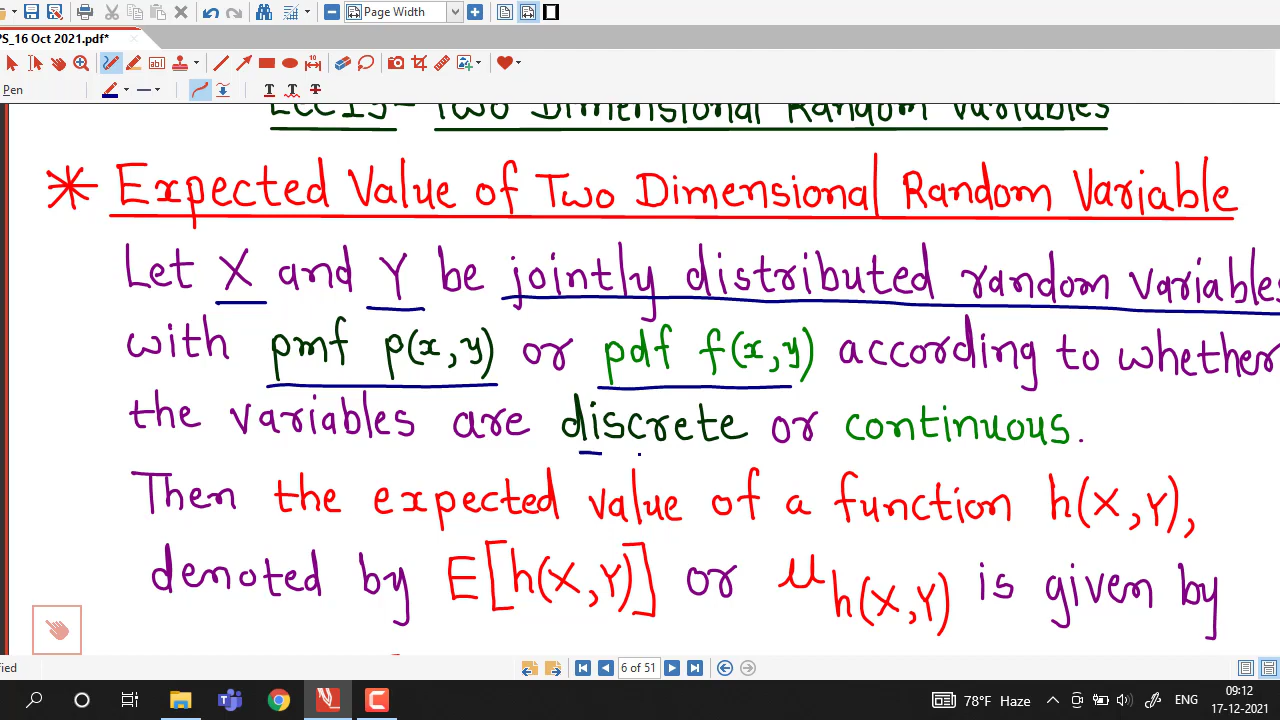 Page Width
PS_16 Oct 2021.pdf*
Pen
Two Dimensional Random Variables
* Expected Value of Two Dimensional Random Variable
Let X and Y be jointly distributed random variables
with pmf p(x,y) or pdf f(x,y) according to whether
the variables are discrete or continuous.
Then the expected value of a function h(X,Y),
denoted by E[h(X,Y)] or μ h(X,Y) is given by
6 of 51
fied
78°F Haze
ENG
09:12
17-12-2021